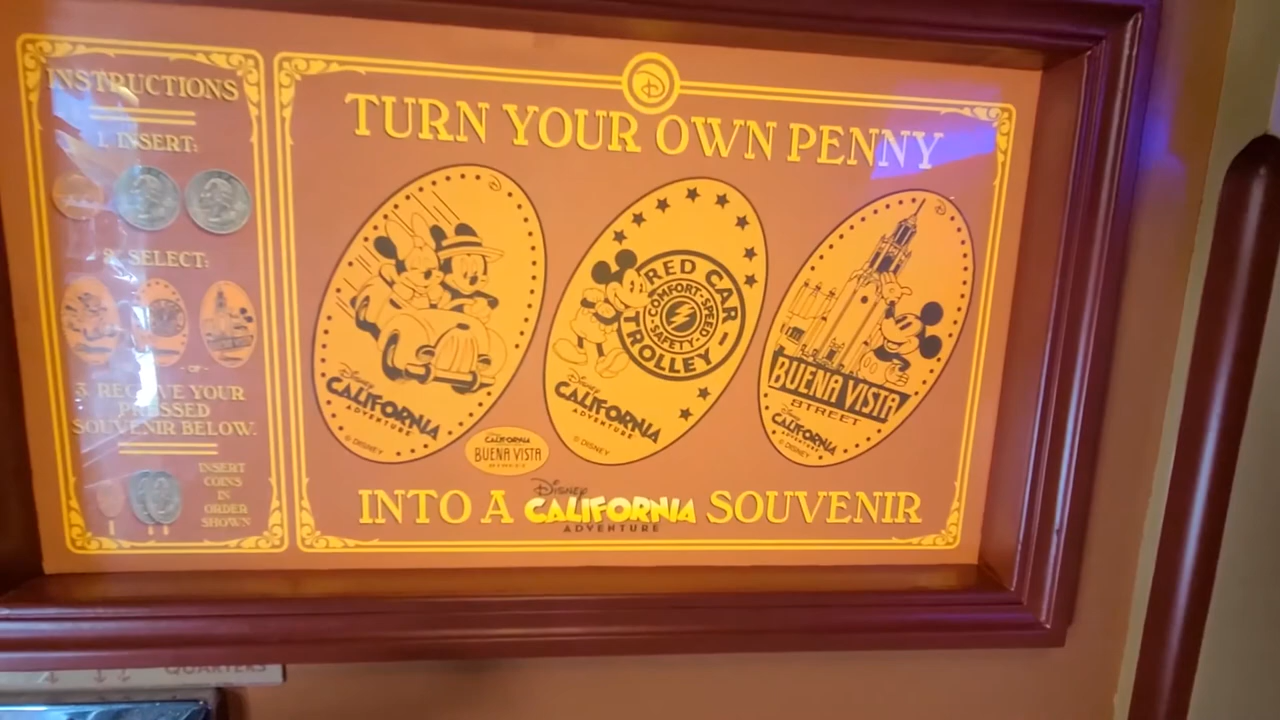 INSTRUCTIONS
1. INSERT:
2. SELECT:
- OR -
3. RECEIVE YOUR
PRESSED
SOUVENIR BELOW.
INSERT
COINS
IN
ORDER
SHOWN
TURN YOUR OWN PENNY
Disney
CALIFORNIA
ADVENTURE
© DISNEY
RED CAR
TROLLEY
COMFORT-SPEED
-SAFETY-
Disney
CALIFORNIA
ADVENTURE
© DISNEY
BUENA VISTA
STREET
Disney
CALIFORNIA
ADVENTURE
© DISNEY
CALIFORNIA
BUENA VISTA
STREET
INTO A Disney CALIFORNIA ADVENTURE SOUVENIR
QUARTERS